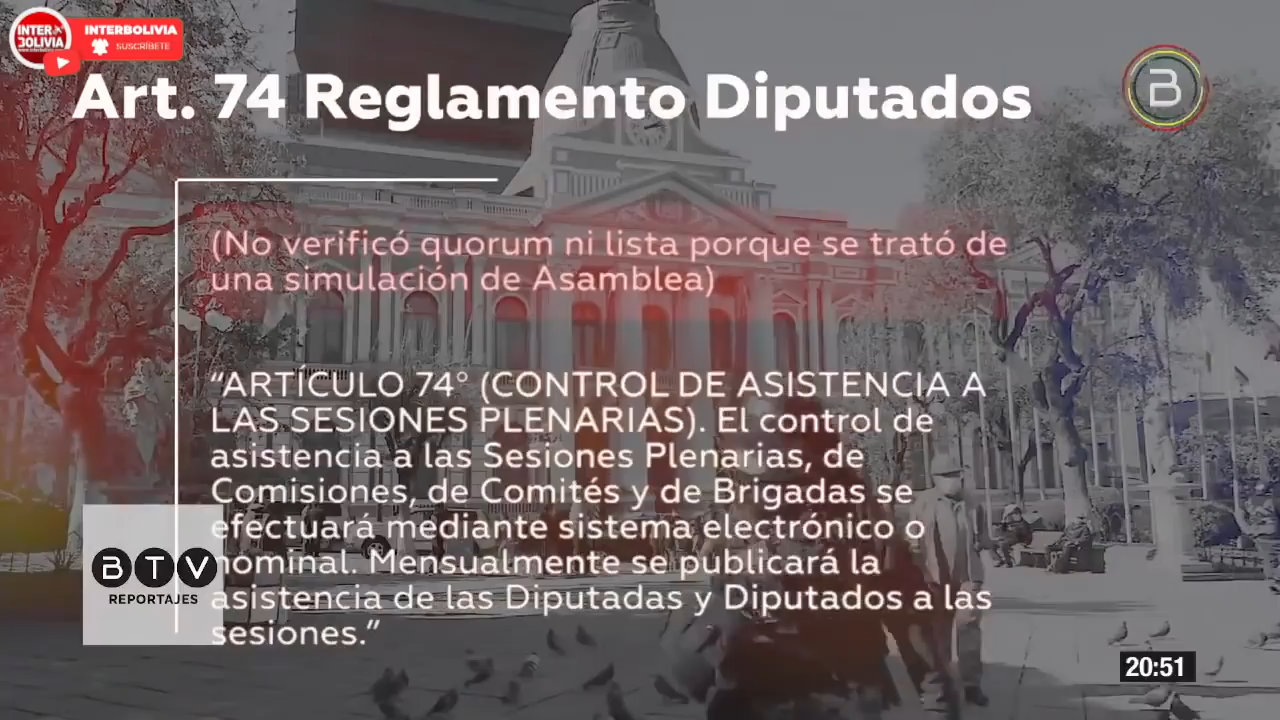 INTER
BOLIVIA
INTERBOLIVIA
SUSCRÍBETE
Art. 74 Reglamento Diputados
B
(No verificó quorum ni lista porque se trató de
una simulación de Asamblea)
“ARTÍCULO 74° (CONTROL DE ASISTENCIA A
LAS SESIONES PLENARIAS). El control de
asistencia a las Sesiones Plenarias, de
Comisiones, de Comités y de Brigadas se
efectuará mediante sistema electrónico o
nominal. Mensualmente se publicará la
asistencia de las Diputadas y Diputados a las
sesiones.”
BTV
REPORTAJES
20:51